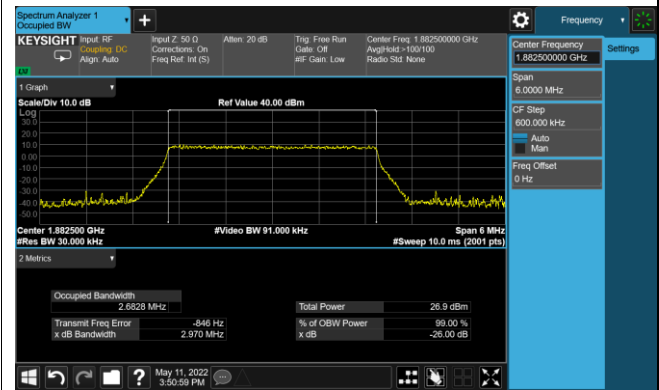 Spectrum Analyzer 1
Occupied BW
Frequency
KEYSIGHT
Input: RF
Coupling: DC
Align: Auto
Input Z: 50 Ω
Corrections: On
Freq Ref: Int (S)
Atten: 20 dB
Trig: Free Run
Gate: Off
#IF Gain: Low
Center Freq: 1.882500000 GHz
Avg|Hold:>100/100
Radio Std: None
Center Frequency
1.882500000 GHz
Settings
Span
6.0000 MHz
CF Step
600.000 kHz
Auto
Man
Freq Offset
0 Hz
1 Graph
Scale/Div 10.0 dB
Ref Value 40.00 dBm
Log
30.0
20.0
10.0
0.00
-10.0
-20.0
-30.0
-40.0
-50.0
Center 1.882500 GHz
#Video BW 91.000 kHz
Span 6 MHz
#Res BW 30.000 kHz
#Sweep 10.0 ms (2001 pts)
2 Metrics
Occupied Bandwidth
2.6828 MHz
Total Power
26.9 dBm
Transmit Freq Error
-846 Hz
% of OBW Power
99.00 %
x dB Bandwidth
2.970 MHz
x dB
-26.00 dB
?
May 11, 2022
3:50:59 PM